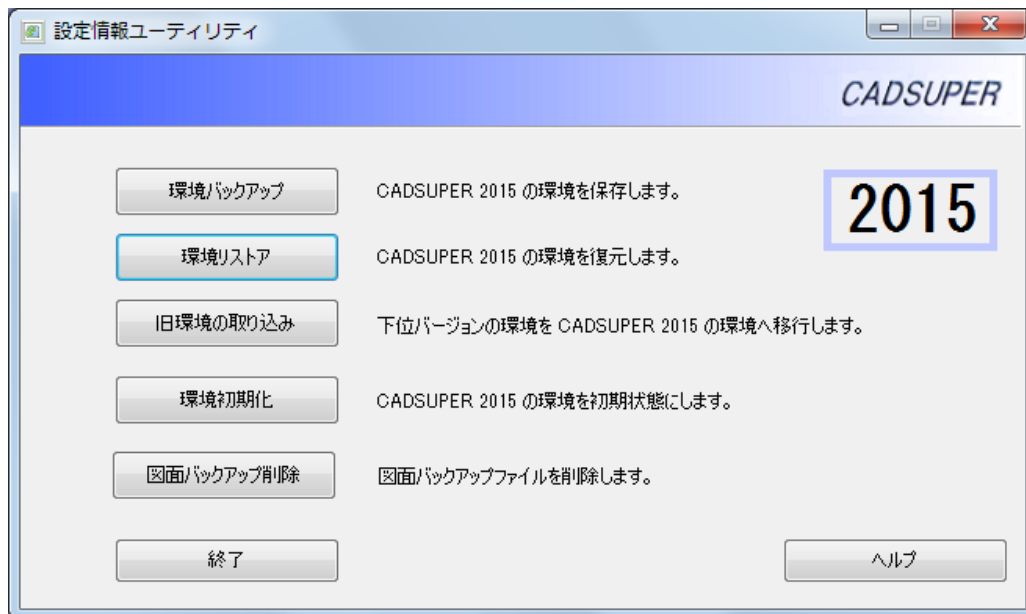 設定情報ユーティリティ
CADSUPER
環境バックアップ
CADSUPER 2015 の環境を保存します。
2015
環境リストア
CADSUPER 2015 の環境を復元します。
旧環境の取り込み
下位バージョンの環境を CADSUPER 2015 の環境へ移行します。
環境初期化
CADSUPER 2015 の環境を初期状態にします。
図面バックアップ削除
図面バックアップファイルを削除します。
終了
ヘルプ